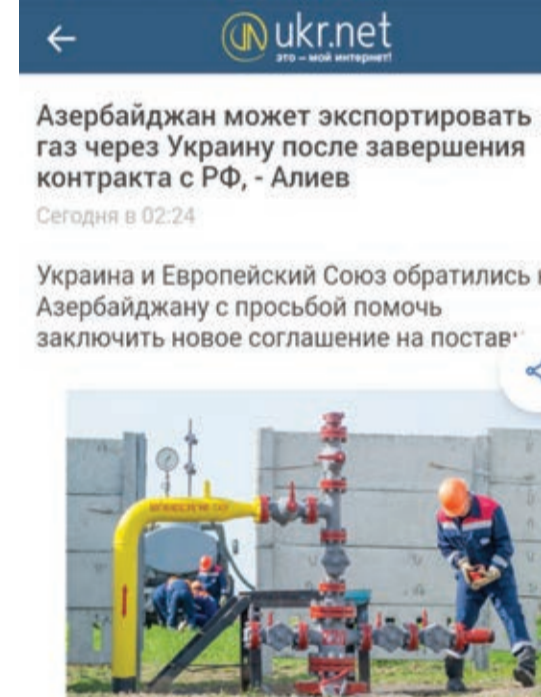 ukr.net
это – мой интернет!
Азербайджан может экспортировать
газ через Украину после завершения
контракта с РФ, - Алиев
Сегодня в 02:24
Украина и Европейский Союз обратились
Азербайджану с просьбой помочь
заключить новое соглашение на постав